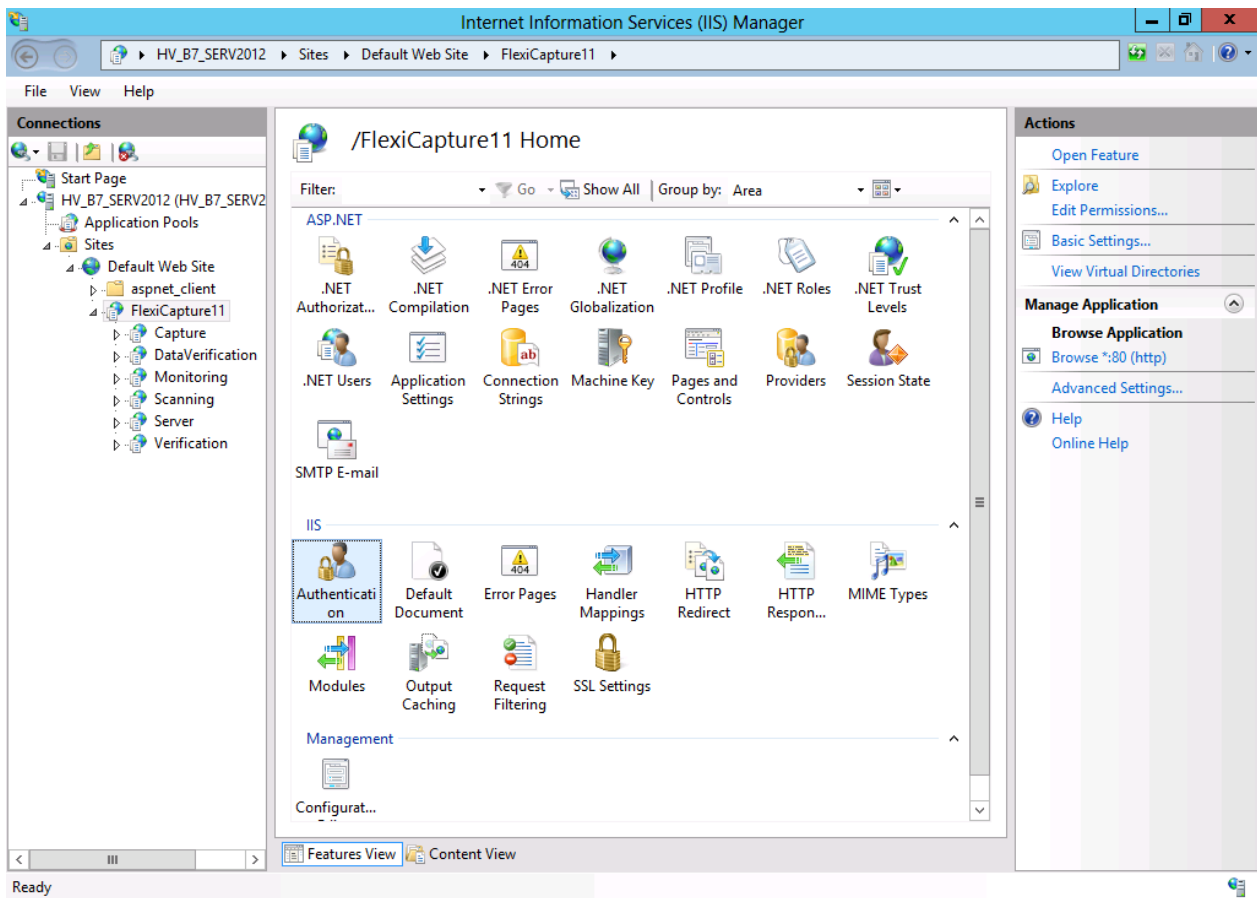 Internet Information Services (IIS) Manager
HV_B7_SERV2012 Sites Default Web Site FlexiCapture11
File View Help
Connections
Start Page
HV_B7_SERV2012 (HV_B7_SERV2
Application Pools
Sites
Default Web Site
aspnet_client
FlexiCapture11
Capture
DataVerification
Monitoring
Scanning
Server
Verification
/FlexiCapture11 Home
Filter: Go Show All Group by: Area
ASP.NET
.NET Authorizat...
.NET Compilation
.NET Error Pages
.NET Globalization
.NET Profile
.NET Roles
.NET Trust Levels
.NET Users
Application Settings
Connection Strings
Machine Key
Pages and Controls
Providers
Session State
SMTP E-mail
IIS
Authenticati on
Default Document
Error Pages
Handler Mappings
HTTP Redirect
HTTP Respon...
MIME Types
Modules
Output Caching
Request Filtering
SSL Settings
Management
Configurat...
Features View Content View
Actions
Open Feature
Explore
Edit Permissions...
Basic Settings...
View Virtual Directories
Manage Application
Browse Application
Browse *:80 (http)
Advanced Settings...
Help
Online Help
Ready